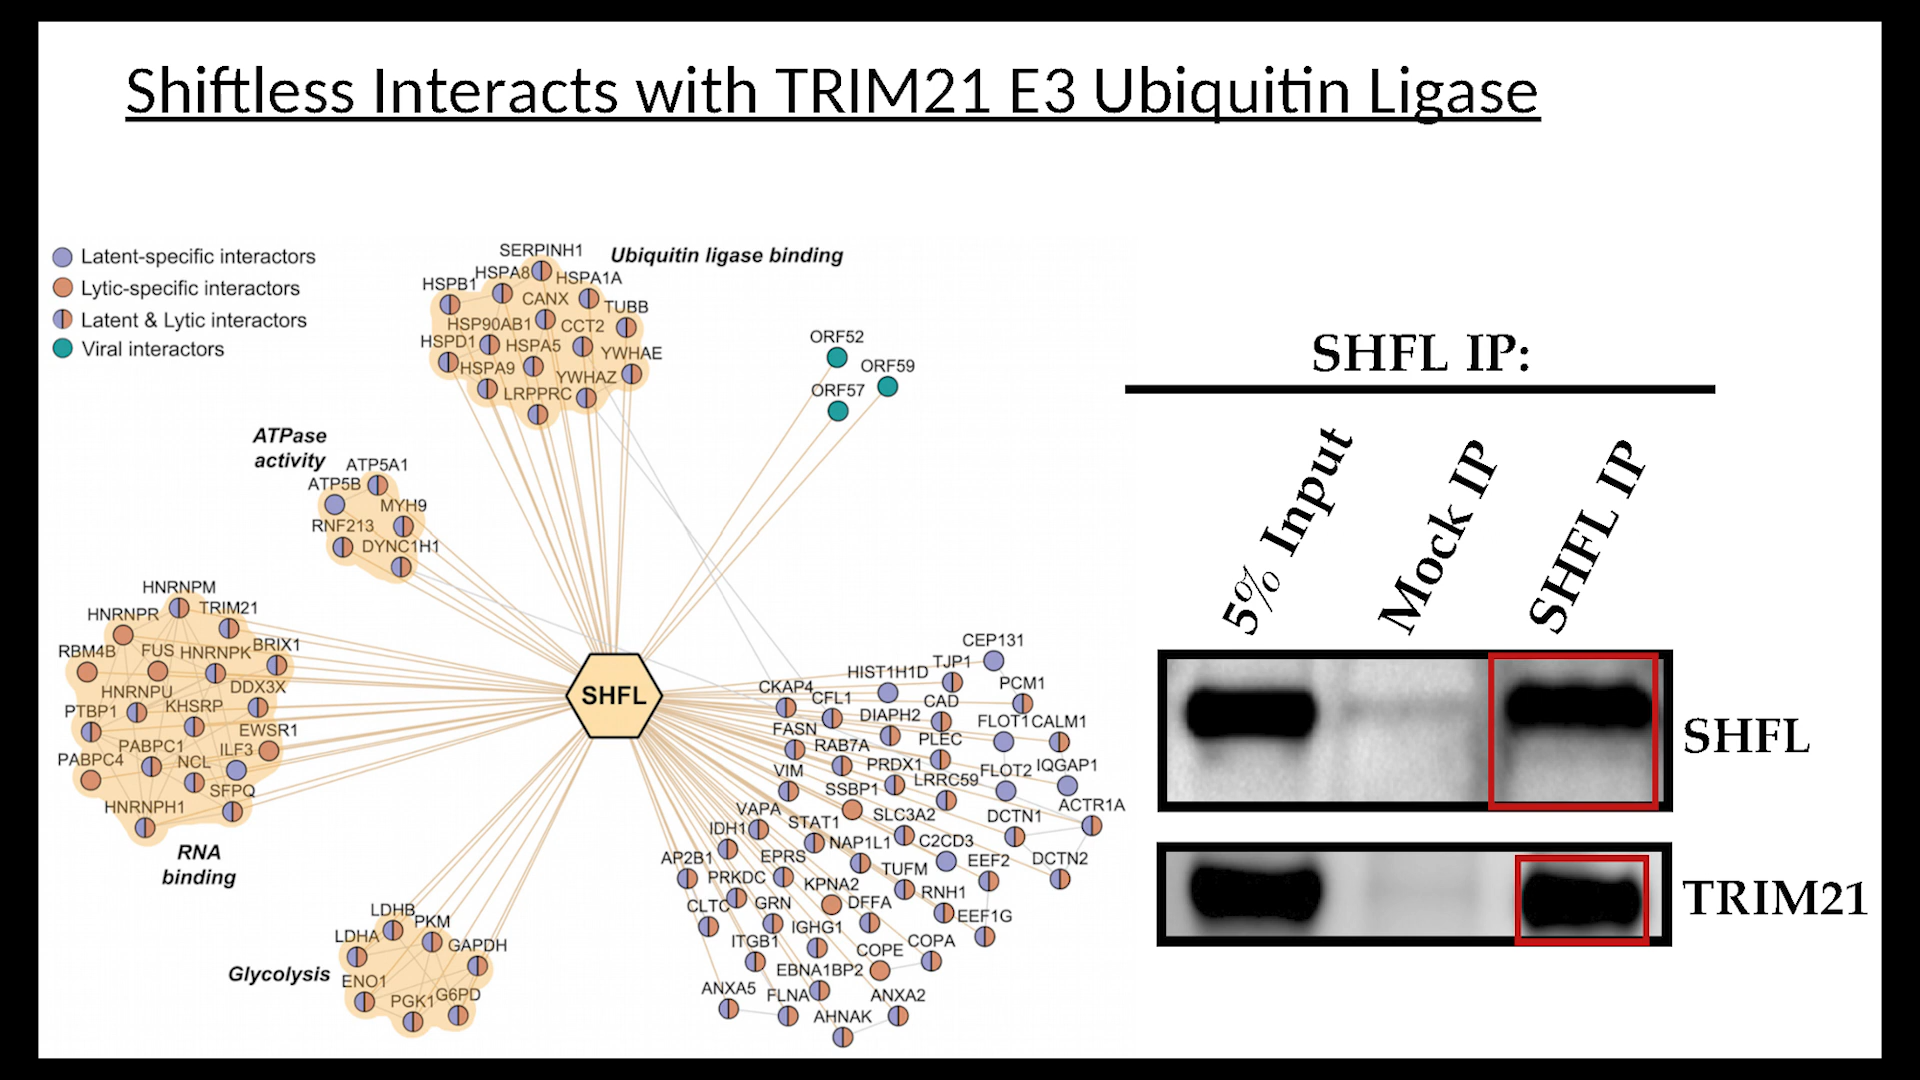 Shiftless Interacts with TRIM21 E3 Ubiquitin Ligase
Latent-specific interactors
Lytic-specific interactors
Latent & Lytic interactors
Viral interactors
Ubiquitin ligase binding
SERPINH1
HSPA8
HSPA1A
HSPB1
CANX
TUBB
HSP90AB1
CCT2
HSPD1
HSPA5
YWHAE
HSPA9
YWHAZ
LRPPRC
ORF52
ORF59
ORF57
ATPase
activity
ATP5A1
ATP5B
MYH9
RNF213
DYNC1H1
HNRNPM
HNRNPR
TRIM21
RBM4B
FUS
HNRNPK
BRIX1
HNRNPU
DDX3X
PTBP1
KHSRP
EWSR1
PABPC1
ILF3
PABPC4
NCL
SFPQ
HNRNPH1
RNA
binding
SHFL
LDHB
PKM
LDHA
GAPDH
Glycolysis
ENO1
PGK1
G6PD
CEP131
HIST1H1D
TJP1
CKAP4
CFL1
CAD
PCM1
DIAPH2
FLOT1
CALM1
FASN
RAB7A
PLEC
VIM
PRDX1
LRRC59
FLOT2
IQGAP1
SSBP1
VAPA
STAT1
SLC3A2
DCTN1
ACTR1A
IDH1
NAP1L1
C2CD3
AP2B1
EPRS
TUFM
EEF2
DCTN2
PRKDC
KPNA2
RNH1
CLTC
GRN
DFFA
EEF1G
ITGB1
IGHG1
COPE
COPA
EBNA1BP2
ANXA5
FLNA
ANXA2
AHNAK
SHFL IP:
5% Input
Mock IP
SHFL IP
SHFL
TRIM21